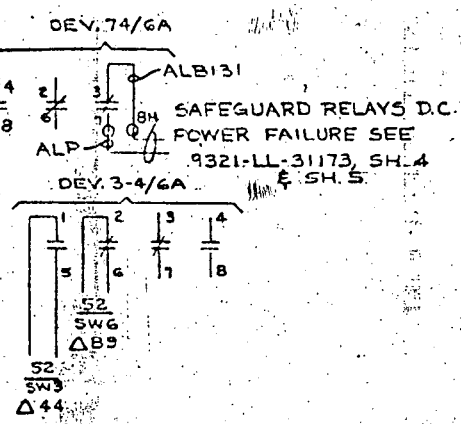 DEV. 74/6A
4
8
2
6
3
7
8H
ALB131
ALP
SAFEGUARD RELAYS D.C.
POWER FAILURE SEE
9321-LL-31173, SH. 4
& SH. 5
DEV. 3-4/6A
1 2 3 4
5 6 7 8
52
SW6
△ 89
52
SW3
△ 44